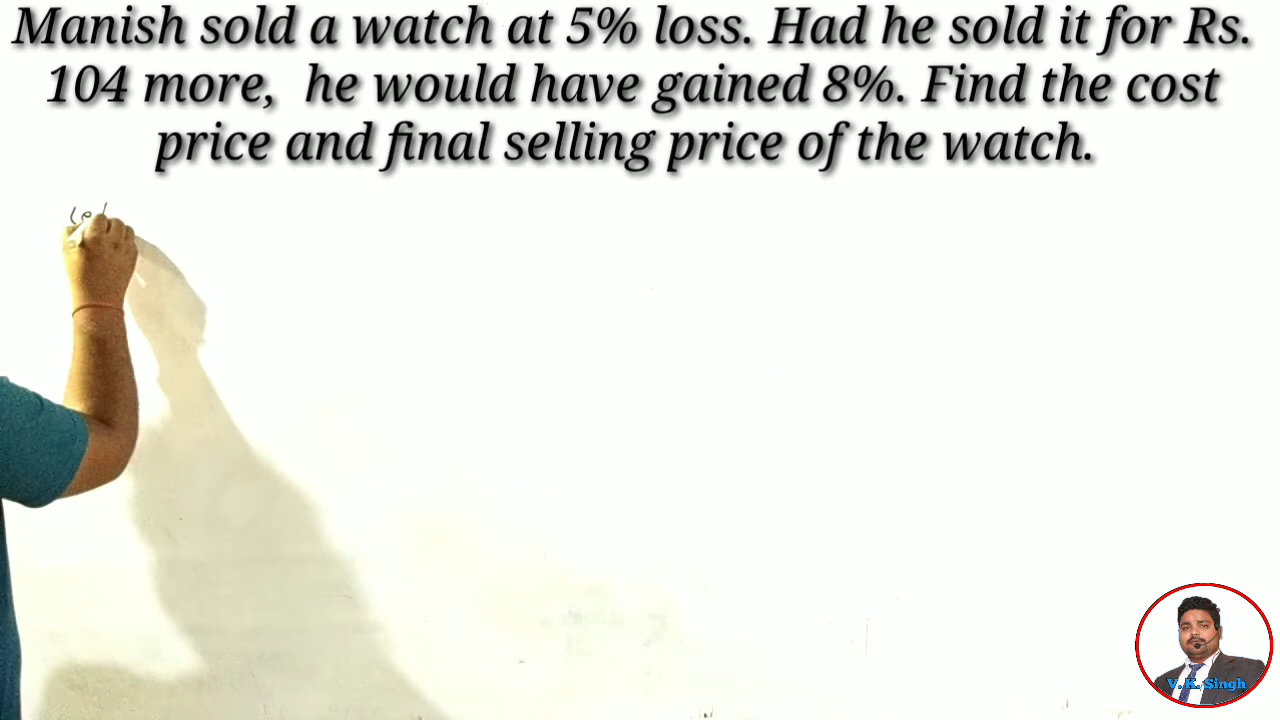 Manish sold a watch at 5% loss. Had he sold it for Rs.
104 more, he would have gained 8%. Find the cost
price and final selling price of the watch.
Let
V.K.Singh